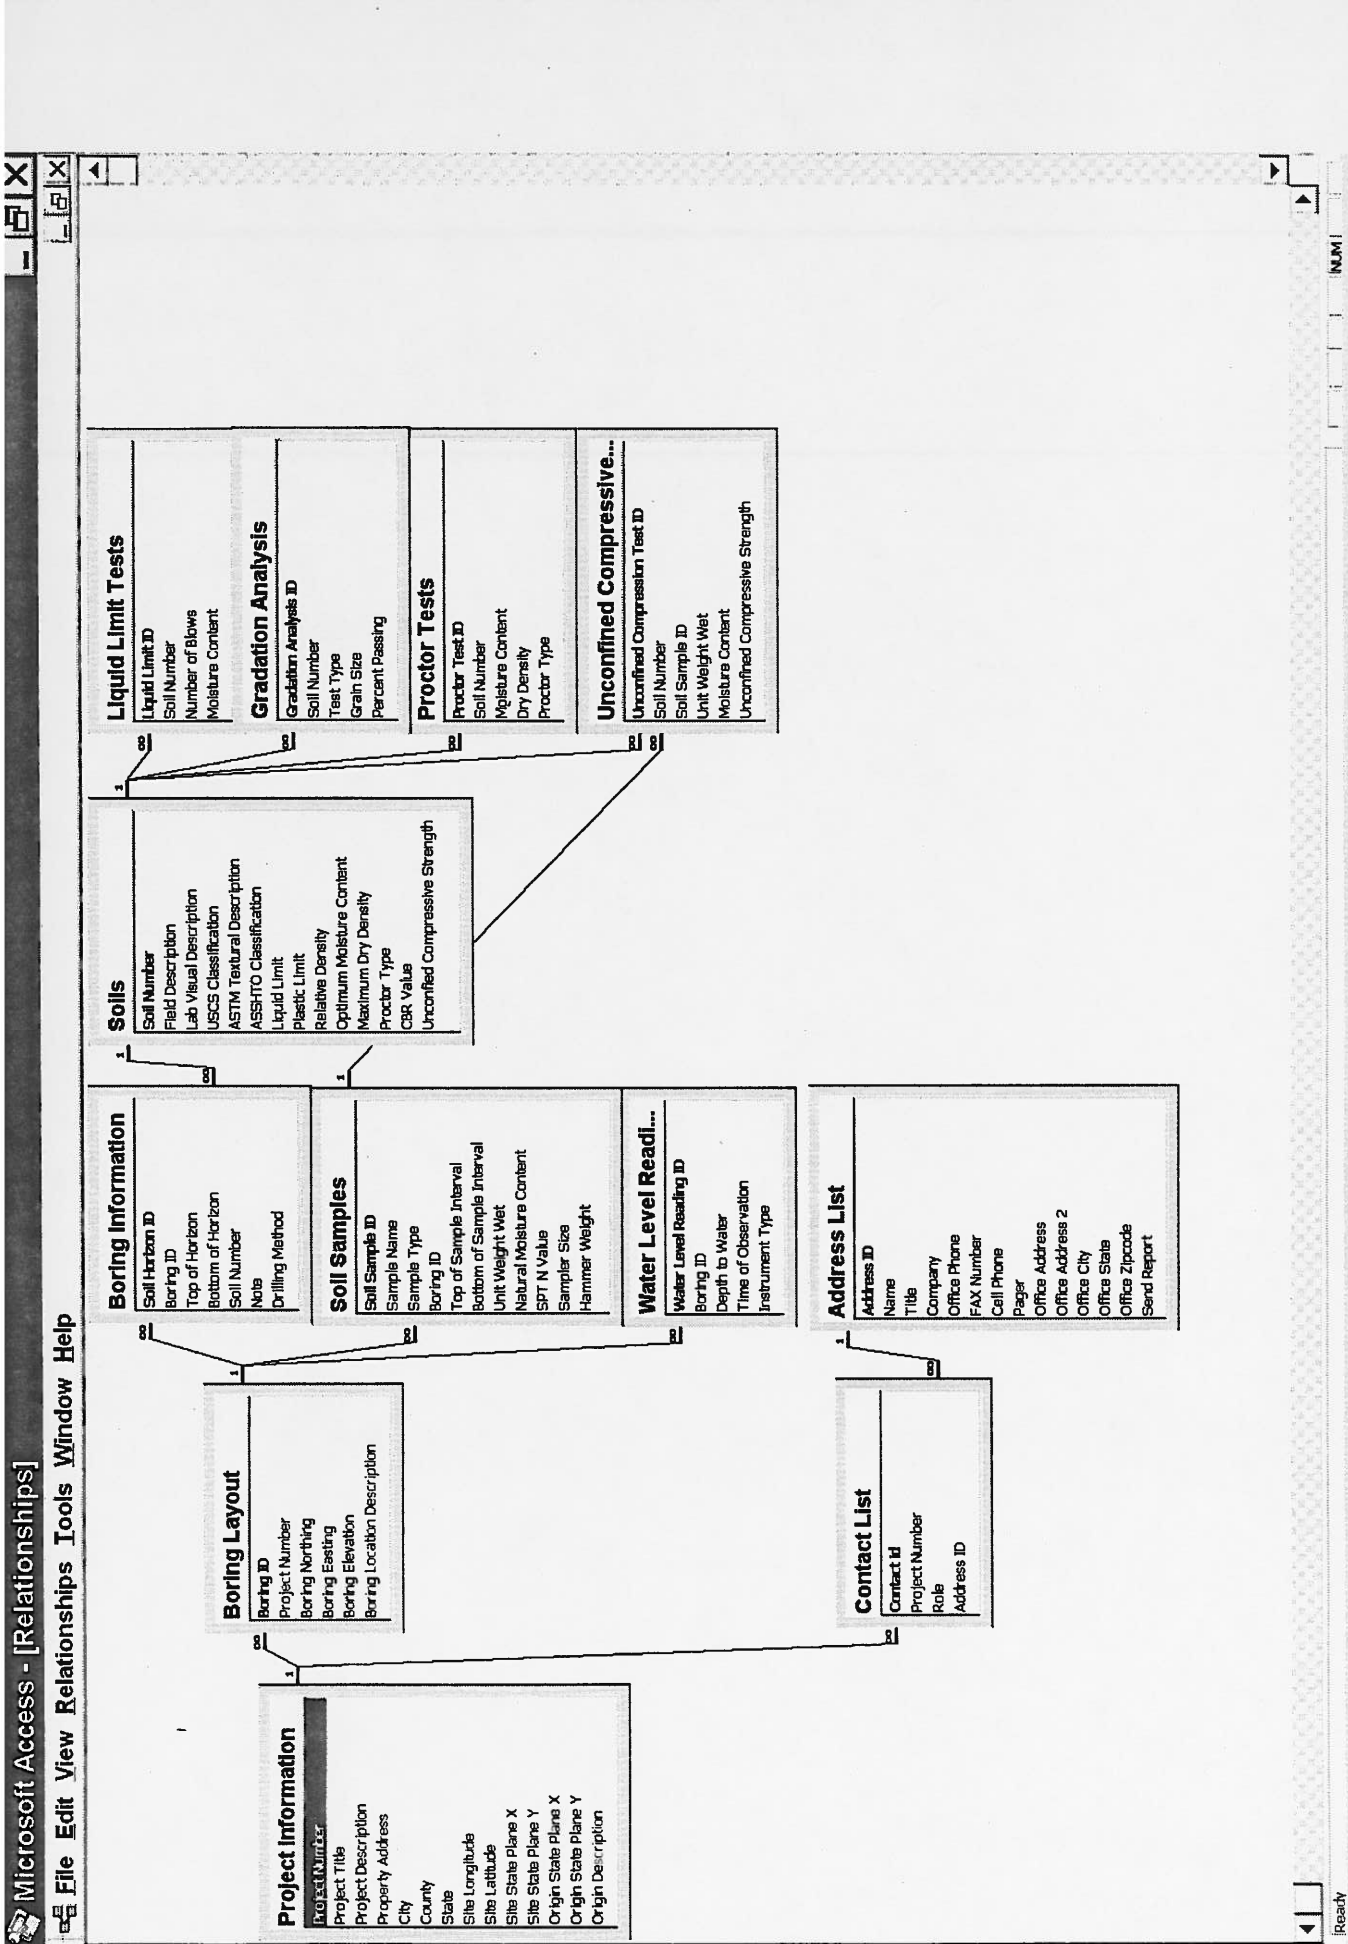 Microsoft Access - [Relationships]
File Edit View Relationships Tools Window Help
Project Information
Project Number
Project Title
Project Description
Property Address
City
County
State
Site Longitude
Site Latitude
Site State Plane X
Site State Plane Y
Origin State Plane X
Origin State Plane Y
Origin Description
1
∞
∞
Boring Layout
Boring ID
Project Number
Boring Northing
Boring Easting
Boring Elevation
Boring Location Description
Contact List
Contact Id
Project Number
Role
Address ID
1
∞
∞
∞
∞
1
Boring Information
Soil Horizon ID
Boring ID
Top of Horizon
Bottom of Horizon
Soil Number
Note
Drilling Method
Soil Samples
Soil Sample ID
Sample Name
Sample Type
Boring ID
Top of Sample Interval
Bottom of Sample Interval
Unit Weight Wet
Natural Moisture Content
SPT N Value
Sampler Size
Hammer Weight
Water Level Readi...
Water Level Reading ID
Boring ID
Depth to Water
Time of Observation
Instrument Type
Address List
Address ID
Name
Title
Company
Office Phone
FAX Number
Cell Phone
Pager
Office Address
Office Address 2
Office City
Office State
Office Zipcode
Send Report
∞
1
1
Soils
Soil Number
Field Description
Lab Visual Description
USCS Classification
ASTM Textural Description
ASSHTO Classification
Liquid Limit
Plastic Limit
Relative Density
Optimum Moisture Content
Maximum Dry Density
Proctor Type
CBR Value
Unconfied Compressive Strength
1
∞
∞
∞
∞
∞
Liquid Limit Tests
Liquid Limit ID
Soil Number
Number of Blows
Moisture Content
Gradation Analysis
Gradation Analysis ID
Soil Number
Test Type
Grain Size
Percent Passing
Proctor Tests
Proctor Test ID
Soil Number
Moisture Content
Dry Density
Proctor Type
Unconfined Compressive...
Unconfined Compression Test ID
Soil Number
Soil Sample ID
Unit Weight Wet
Moisture Content
Unconfined Compressive Strength
Ready
NUM